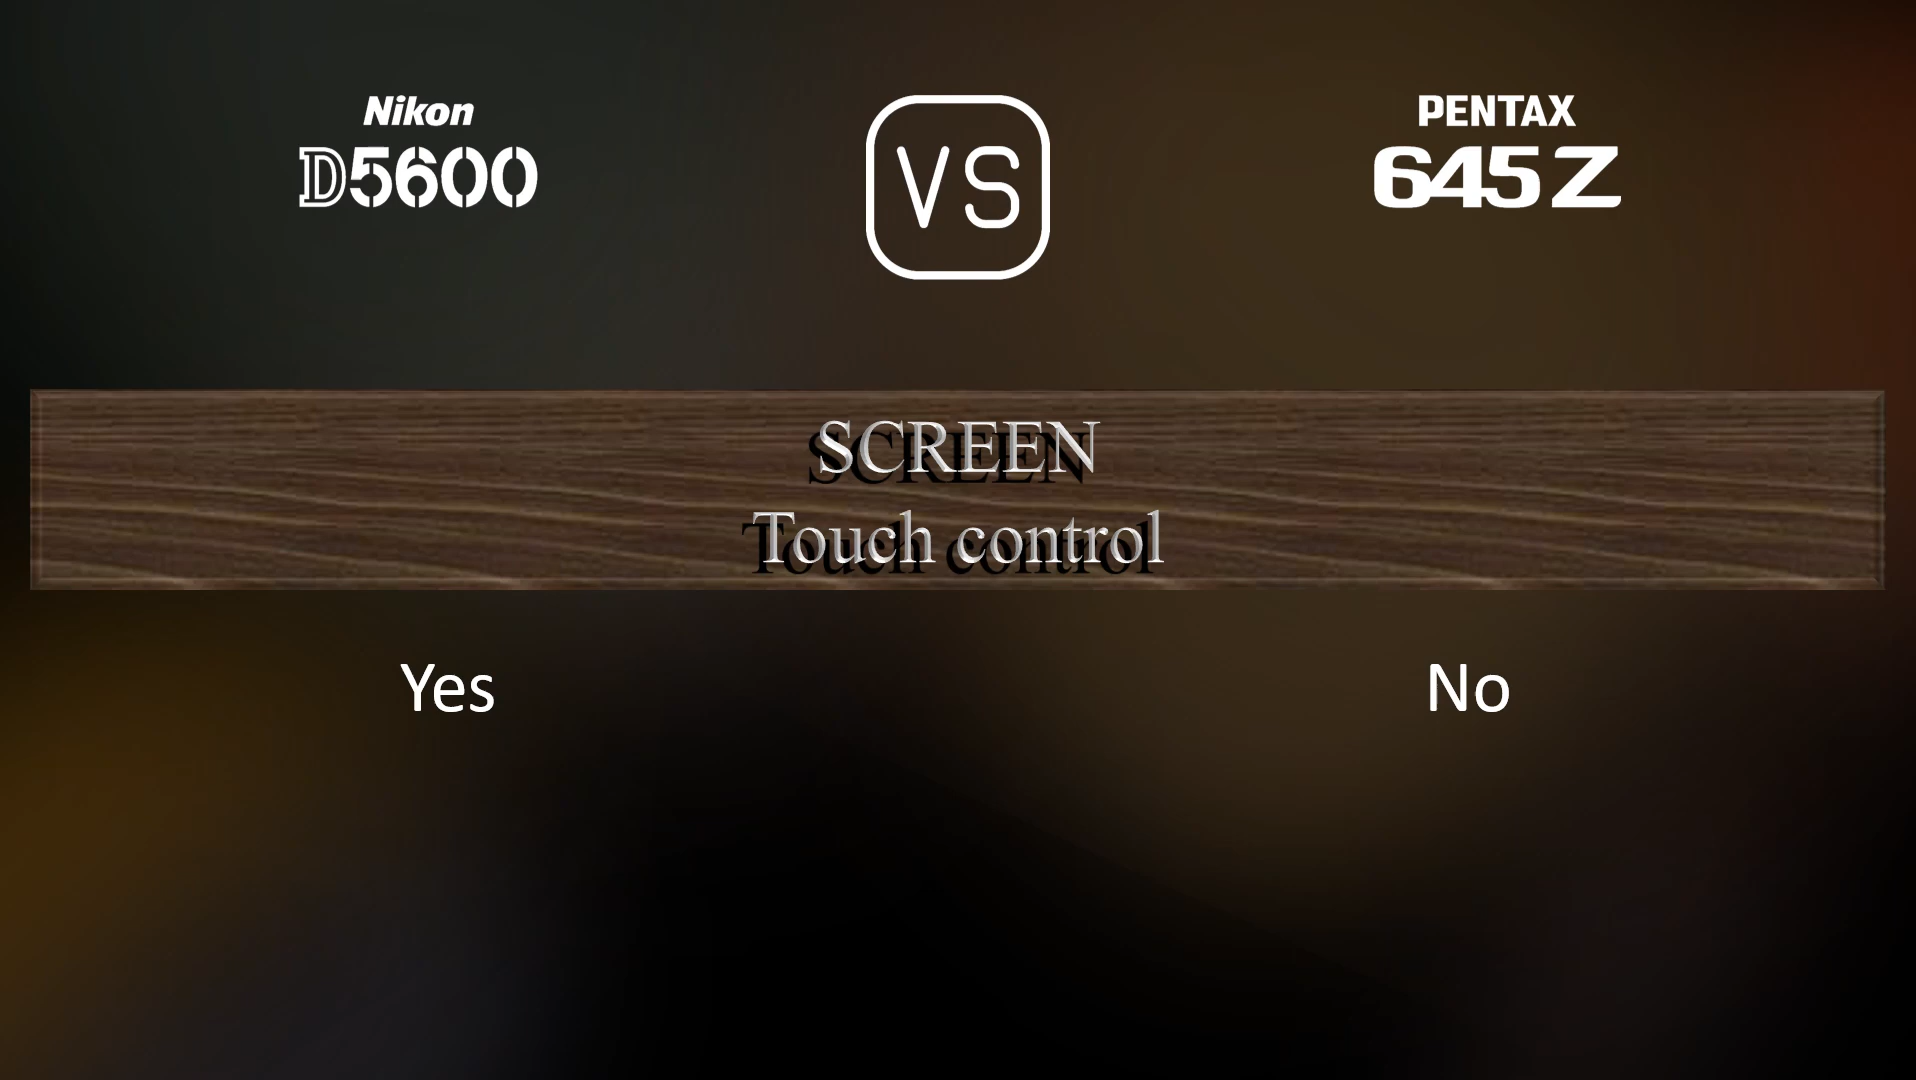 Nikon
D5600
VS
PENTAX
645Z
SCREEN
Touch control
Yes
No